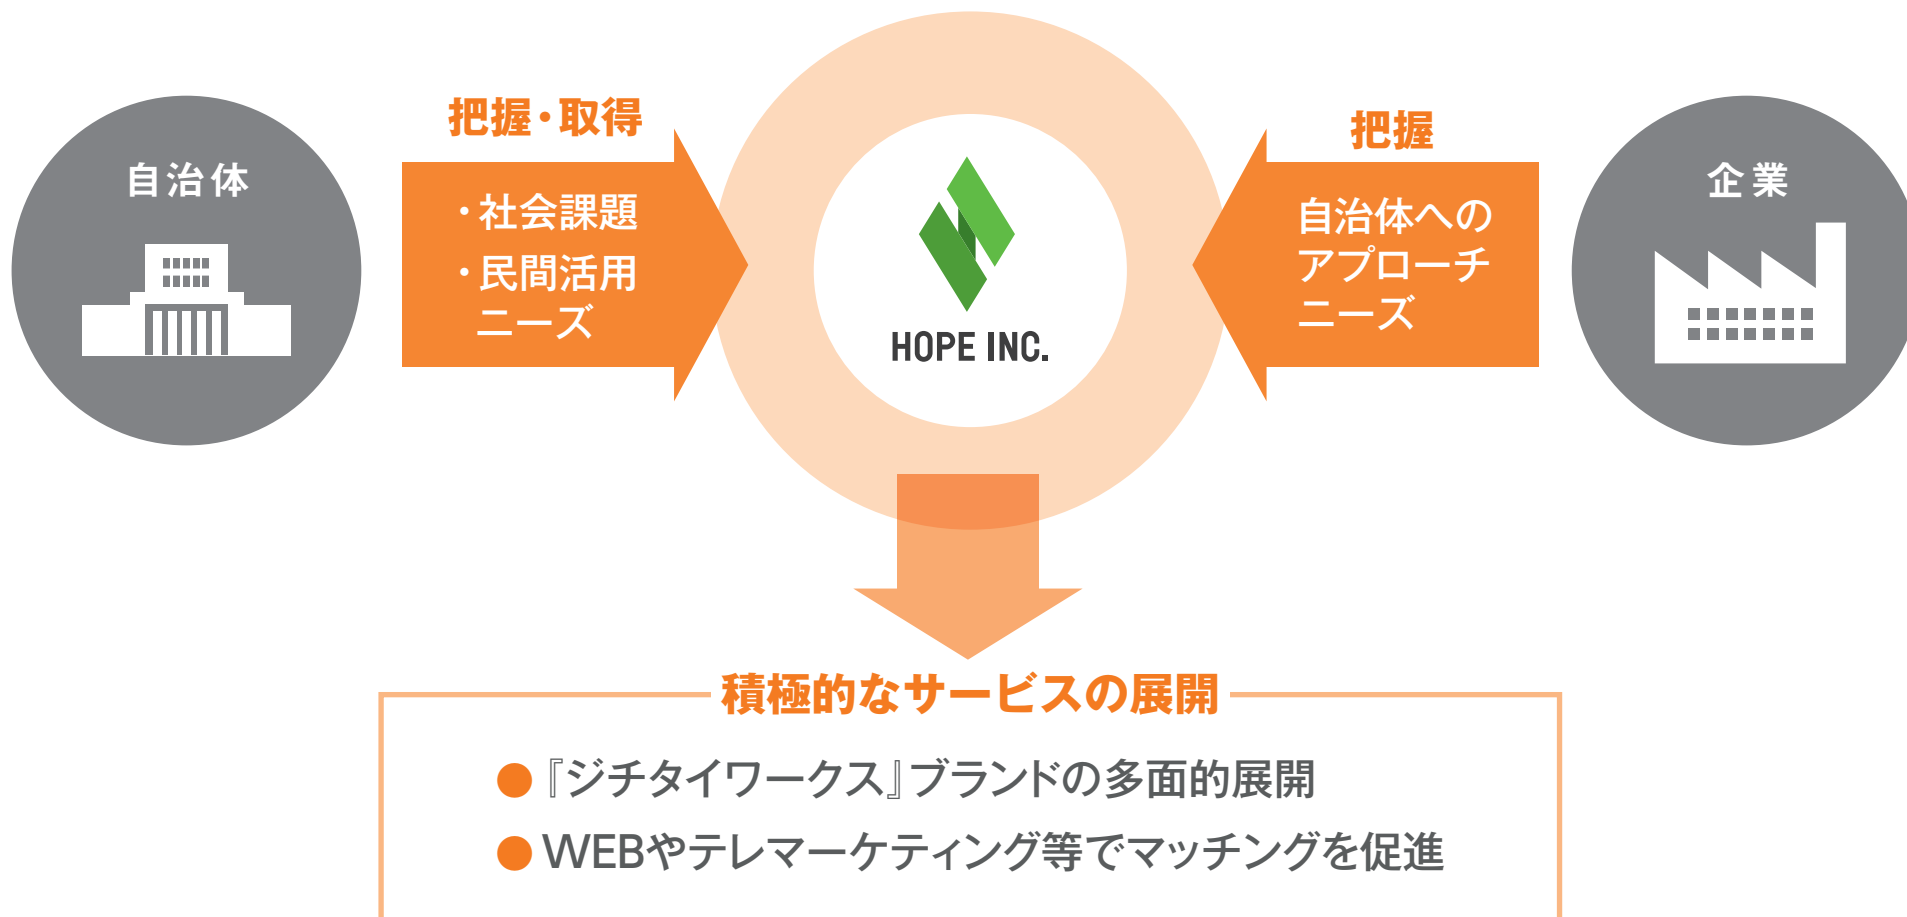 自治体
把握・取得
・社会課題
・民間活用
ニーズ
HOPE INC.
把握
自治体への
アプローチ
ニーズ
企業
積極的なサービスの展開
●『ジチタイワークス』ブランドの多面的展開
●WEBやテレマーケティング等でマッチングを促進